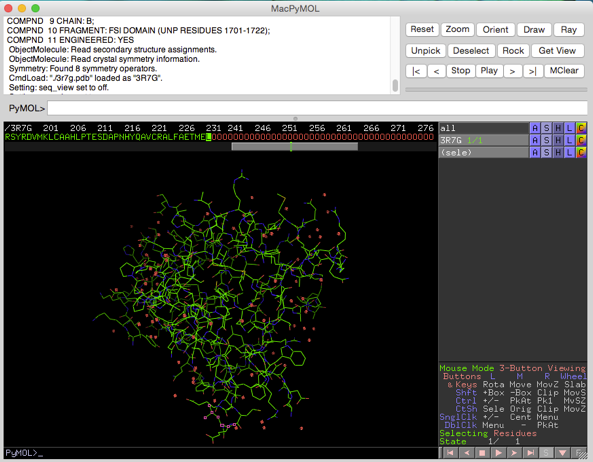 MacPyMOL
COMPND 9 CHAIN: B;
COMPND 10 FRAGMENT: FSI DOMAIN (UNP RESIDUES 1701-1722);
COMPND 11 ENGINEERED: YES
ObjectMolecule: Read secondary structure assignments.
ObjectMolecule: Read crystal symmetry information.
Symmetry: Found 8 symmetry operators.
CmdLoad: "./3r7g.pdb" loaded as "3R7G".
Setting: seq_view set to off.
Reset Zoom Orient Draw Ray
Unpick Deselect Rock Get View
|< < Stop Play > >| MClear
PyMOL>
/3R7G 201 206 211 216 221 226 231 236 241 246 251 256 261 266 271 276
RSYRDVMKLCAAHLPTESDAPNHYQAVCRALFAETMELOOOOOOOOOOOOOOOOOOOOOOOOOOOOOOOOOOOOOOOOOOOO
all A S H L C
3R7G 1/1 A S H L C
(sele) A S H L C
Mouse Mode 3-Button Viewing
Buttons L M R Wheel
& Keys Rota Move MovZ Slab
Shft +Box -Box Clip MovS
Ctrl +/- PkAt Pk1 MvSZ
CtSh Sele Orig Clip MovZ
SnglClk +/- Cent Menu
DblClk Menu - PkAt
Selecting Residues
State 1/ 1
PyMOL>_
S F